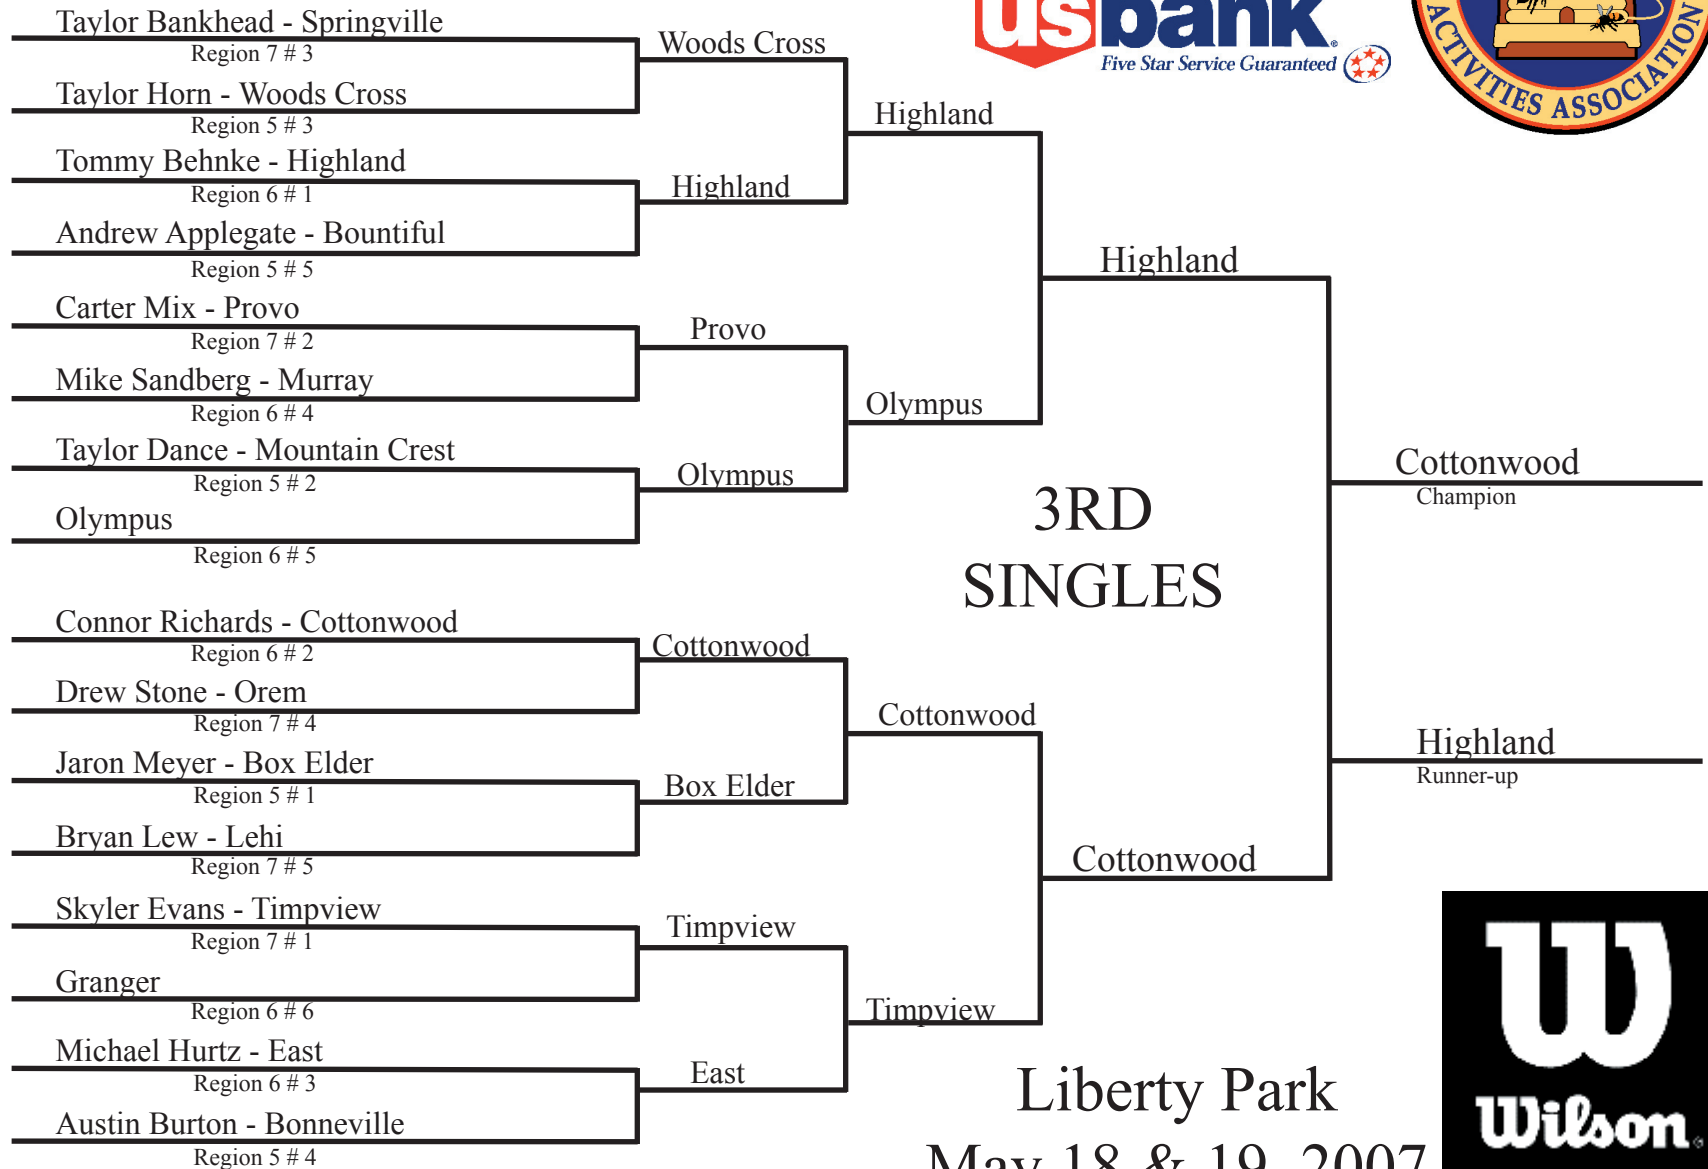 Taylor Bankhead - Springville
Region 7 # 3
Taylor Horn - Woods Cross
Region 5 # 3
Tommy Behnke - Highland
Region 6 # 1
Andrew Applegate - Bountiful
Region 5 # 5
Carter Mix - Provo
Region 7 # 2
Mike Sandberg - Murray
Region 6 # 4
Taylor Dance - Mountain Crest
Region 5 # 2
Olympus
Region 6 # 5
Connor Richards - Cottonwood
Region 6 # 2
Drew Stone - Orem
Region 7 # 4
Jaron Meyer - Box Elder
Region 5 # 1
Bryan Lew - Lehi
Region 7 # 5
Skyler Evans - Timpview
Region 7 # 1
Granger
Region 6 # 6
Michael Hurtz - East
Region 6 # 3
Austin Burton - Bonneville
Region 5 # 4
Woods Cross
Highland
Provo
Olympus
Cottonwood
Box Elder
Timpview
East
Highland
Olympus
Cottonwood
Timpview
Highland
Cottonwood
Cottonwood
Champion
Highland
Runner-up
usbank.
Five Star Service Guaranteed
ACTIVITIES ASSOCIATION
3RD
SINGLES
Liberty Park
May 18 & 19, 2007
W
Wilson